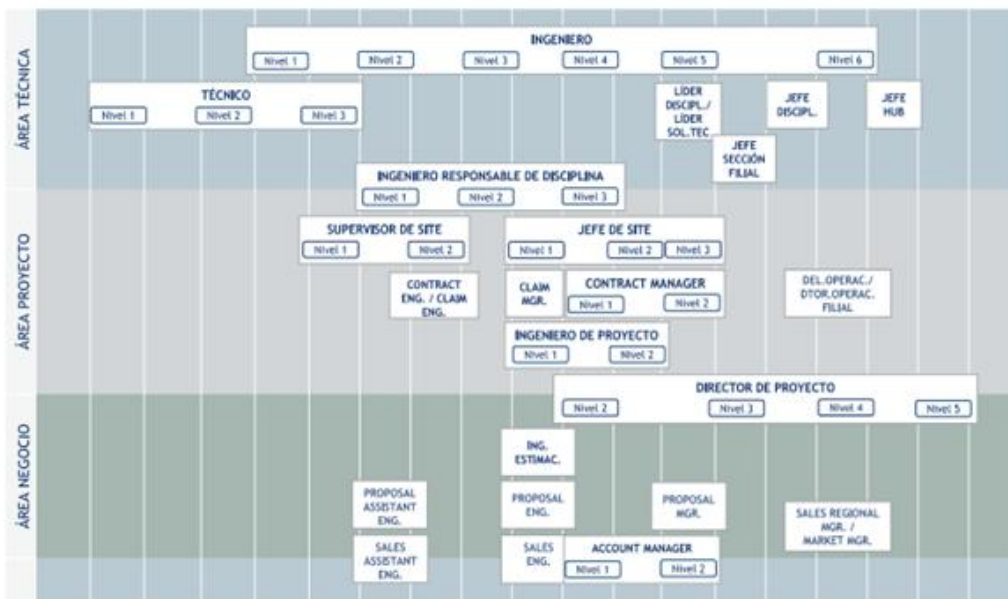 ÁREA TÉCNICA
INGENIERO
Nivel 1 Nivel 2 Nivel 3 Nivel 4 Nivel 5 Nivel 6
TÉCNICO
Nivel 1 Nivel 2 Nivel 3
LÍDER
DISCIPL./
LÍDER
SOL.TEC.
JEFE
DISCIPL.
JEFE
HUB
JEFE
SECCIÓN
FILIAL
INGENIERO RESPONSABLE DE DISCIPLINA
Nivel 1 Nivel 2 Nivel 3
ÁREA PROYECTO
SUPERVISOR DE SITE
Nivel 1 Nivel 2
JEFE DE SITE
Nivel 1 Nivel 2 Nivel 3
CONTRACT
ENG. / CLAIM
ENG.
CLAIM
MGR.
CONTRACT MANAGER
Nivel 1 Nivel 2
DEL.OPERAC./
DTOR.OPERAC.
FILIAL
INGENIERO DE PROYECTO
Nivel 1 Nivel 2
DIRECTOR DE PROYECTO
Nivel 2 Nivel 3 Nivel 4 Nivel 5
ÁREA NEGOCIO
ING.
ESTIMAC.
PROPOSAL
ASSISTANT
ENG.
PROPOSAL
ENG.
PROPOSAL
MGR.
SALES REGIONAL
MGR. /
MARKET MGR.
SALES
ASSISTANT
ENG.
SALES
ENG.
ACCOUNT MANAGER
Nivel 1 Nivel 2